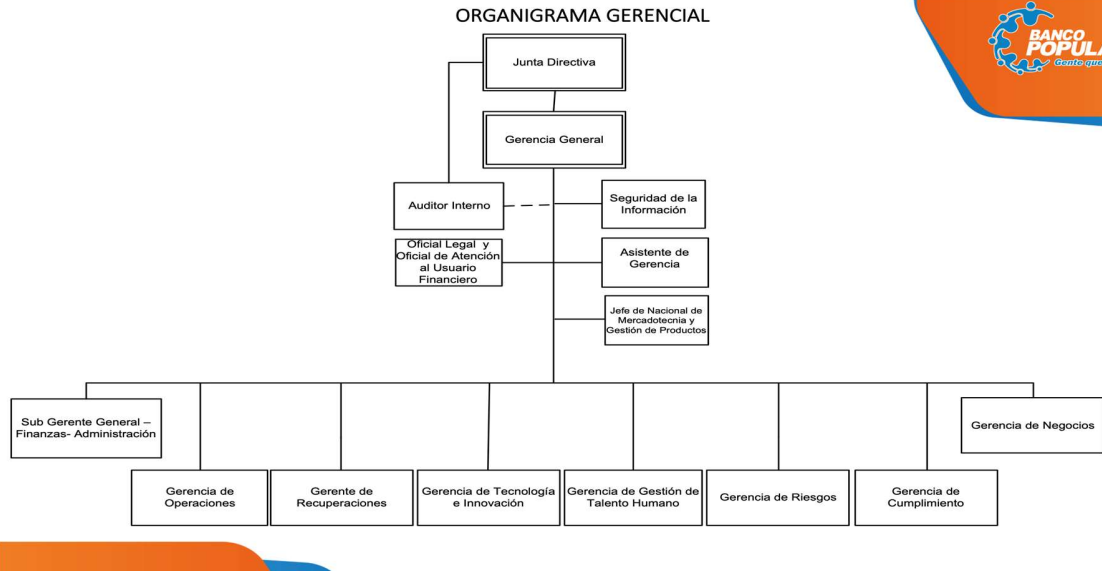 ORGANIGRAMA GERENCIAL
BANCO
Gente que
Junta Directiva
Gerencia General
Auditor Interno
Seguridad de la
Información
Oficial Legal y
Oficial de Atención
al Usuario
Financiero
Asistente de
Gerencia
Jefe de Nacional de
Mercadotecnia y
Gestión de Productos
Sub Gerente General –
Finanzas- Administración
Gerencia de Negocios
Gerencia de
Operaciones
Gerente de
Recuperaciones
Gerencia de Tecnología
e Innovación
Gerencia de Gestión de
Talento Humano
Gerencia de Riesgos
Gerencia de
Cumplimiento